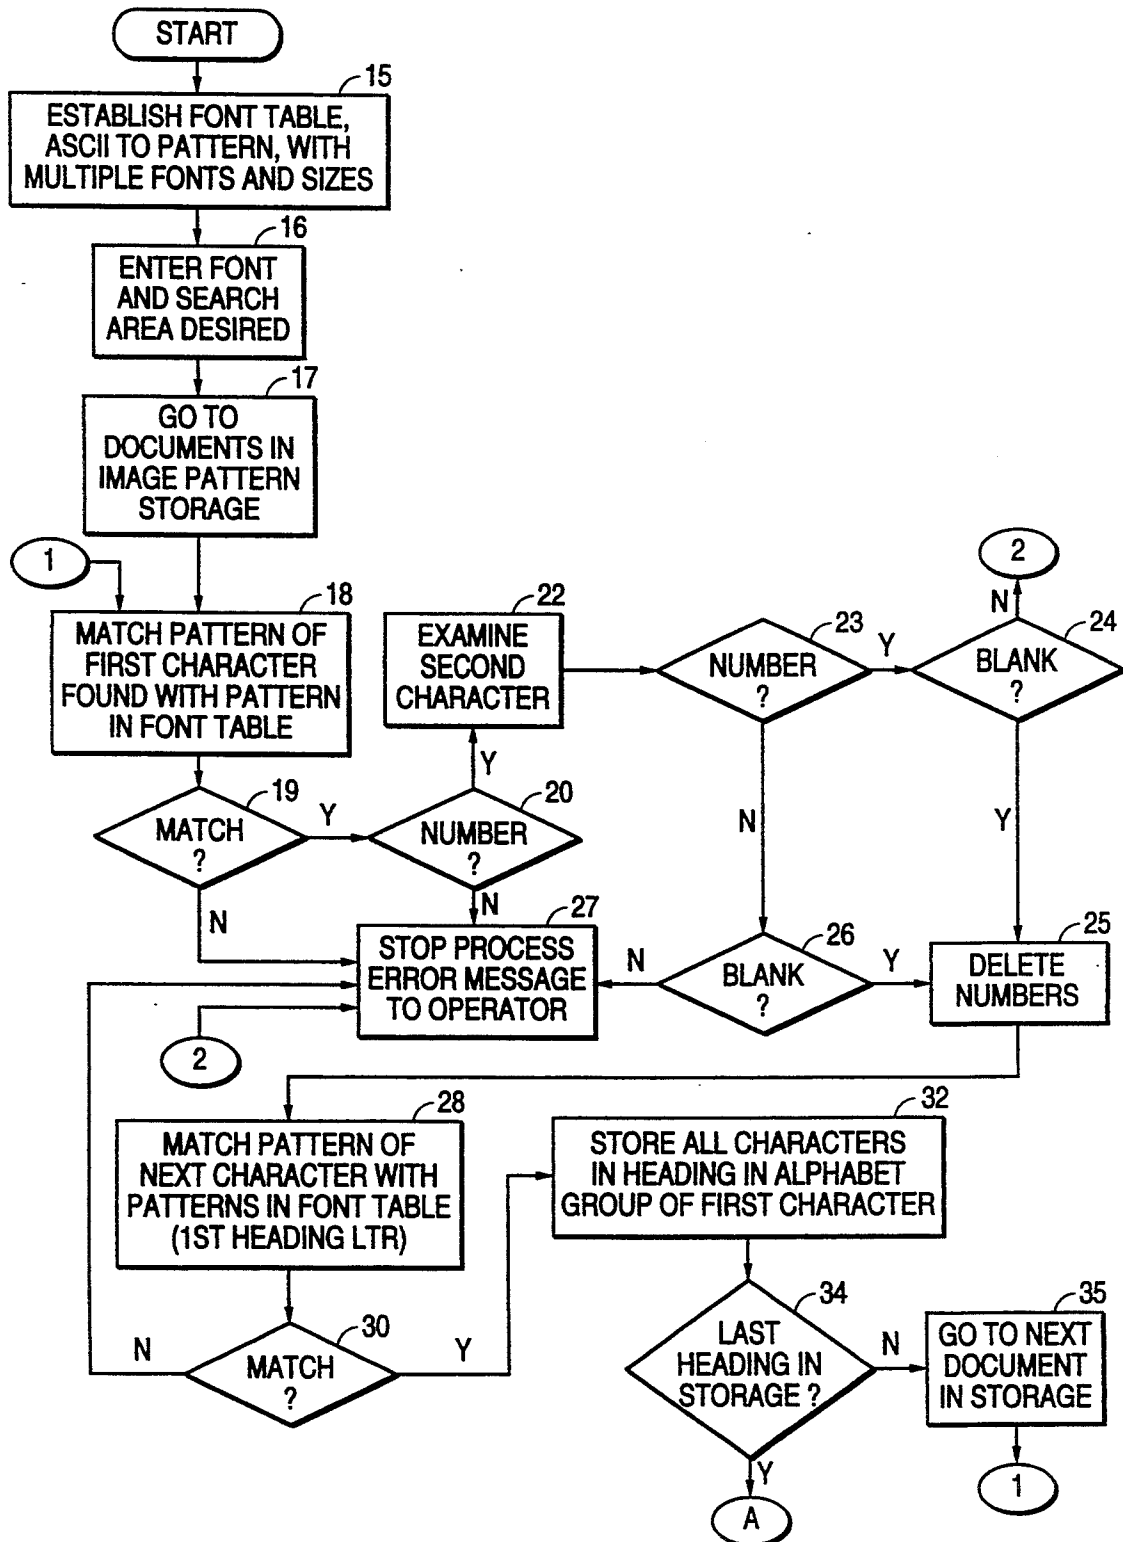 START
15
ESTABLISH FONT TABLE,
ASCII TO PATTERN, WITH
MULTIPLE FONTS AND SIZES
16
ENTER FONT
AND SEARCH
AREA DESIRED
17
GO TO
DOCUMENTS IN
IMAGE PATTERN
STORAGE
1
18
MATCH PATTERN OF
FIRST CHARACTER
FOUND WITH PATTERN
IN FONT TABLE
19
MATCH
?
Y
N
20
NUMBER
?
Y
N
22
EXAMINE
SECOND
CHARACTER
23
NUMBER
?
Y
N
24
BLANK
?
N
2
Y
25
DELETE
NUMBERS
26
BLANK
?
N
Y
27
STOP PROCESS
ERROR MESSAGE
TO OPERATOR
2
28
MATCH PATTERN OF
NEXT CHARACTER WITH
PATTERNS IN FONT TABLE
(1ST HEADING LTR)
30
MATCH
?
N
Y
32
STORE ALL CHARACTERS
IN HEADING IN ALPHABET
GROUP OF FIRST CHARACTER
34
LAST
HEADING IN
STORAGE ?
N
Y
35
GO TO NEXT
DOCUMENT
IN STORAGE
1
A